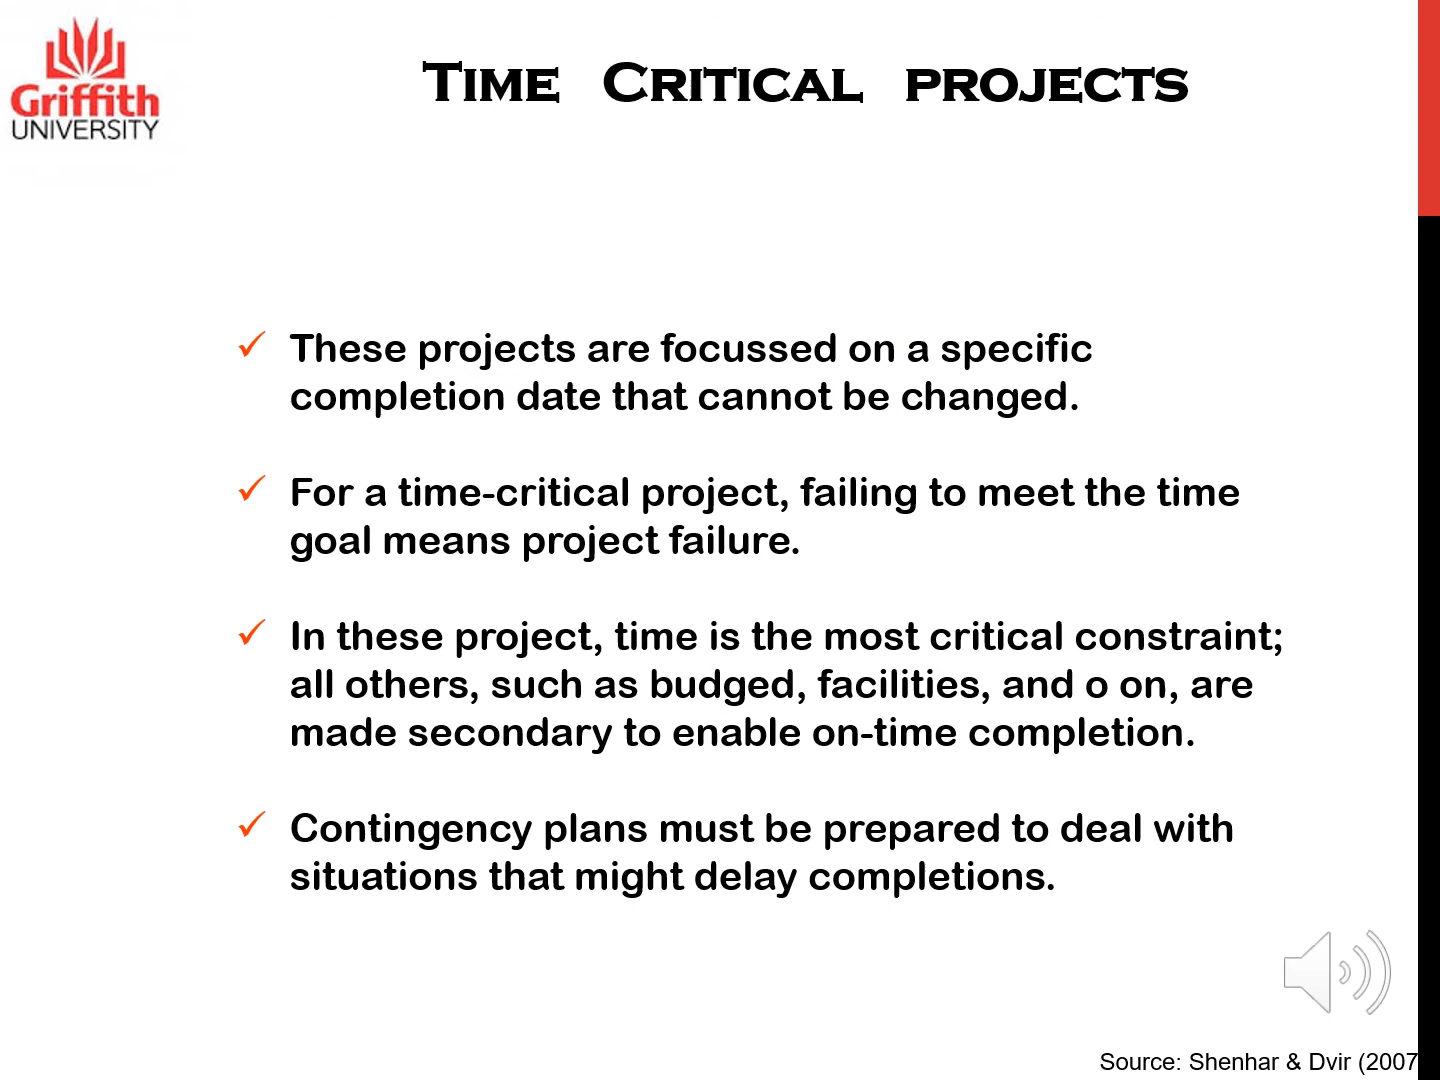 Griffith
UNIVERSITY
Time Critical projects
✓ These projects are focussed on a specific
completion date that cannot be changed.
✓ For a time-critical project, failing to meet the time
goal means project failure.
✓ In these project, time is the most critical constraint;
all others, such as budged, facilities, and o on, are
made secondary to enable on-time completion.
✓ Contingency plans must be prepared to deal with
situations that might delay completions.
Source: Shenhar & Dvir (2007